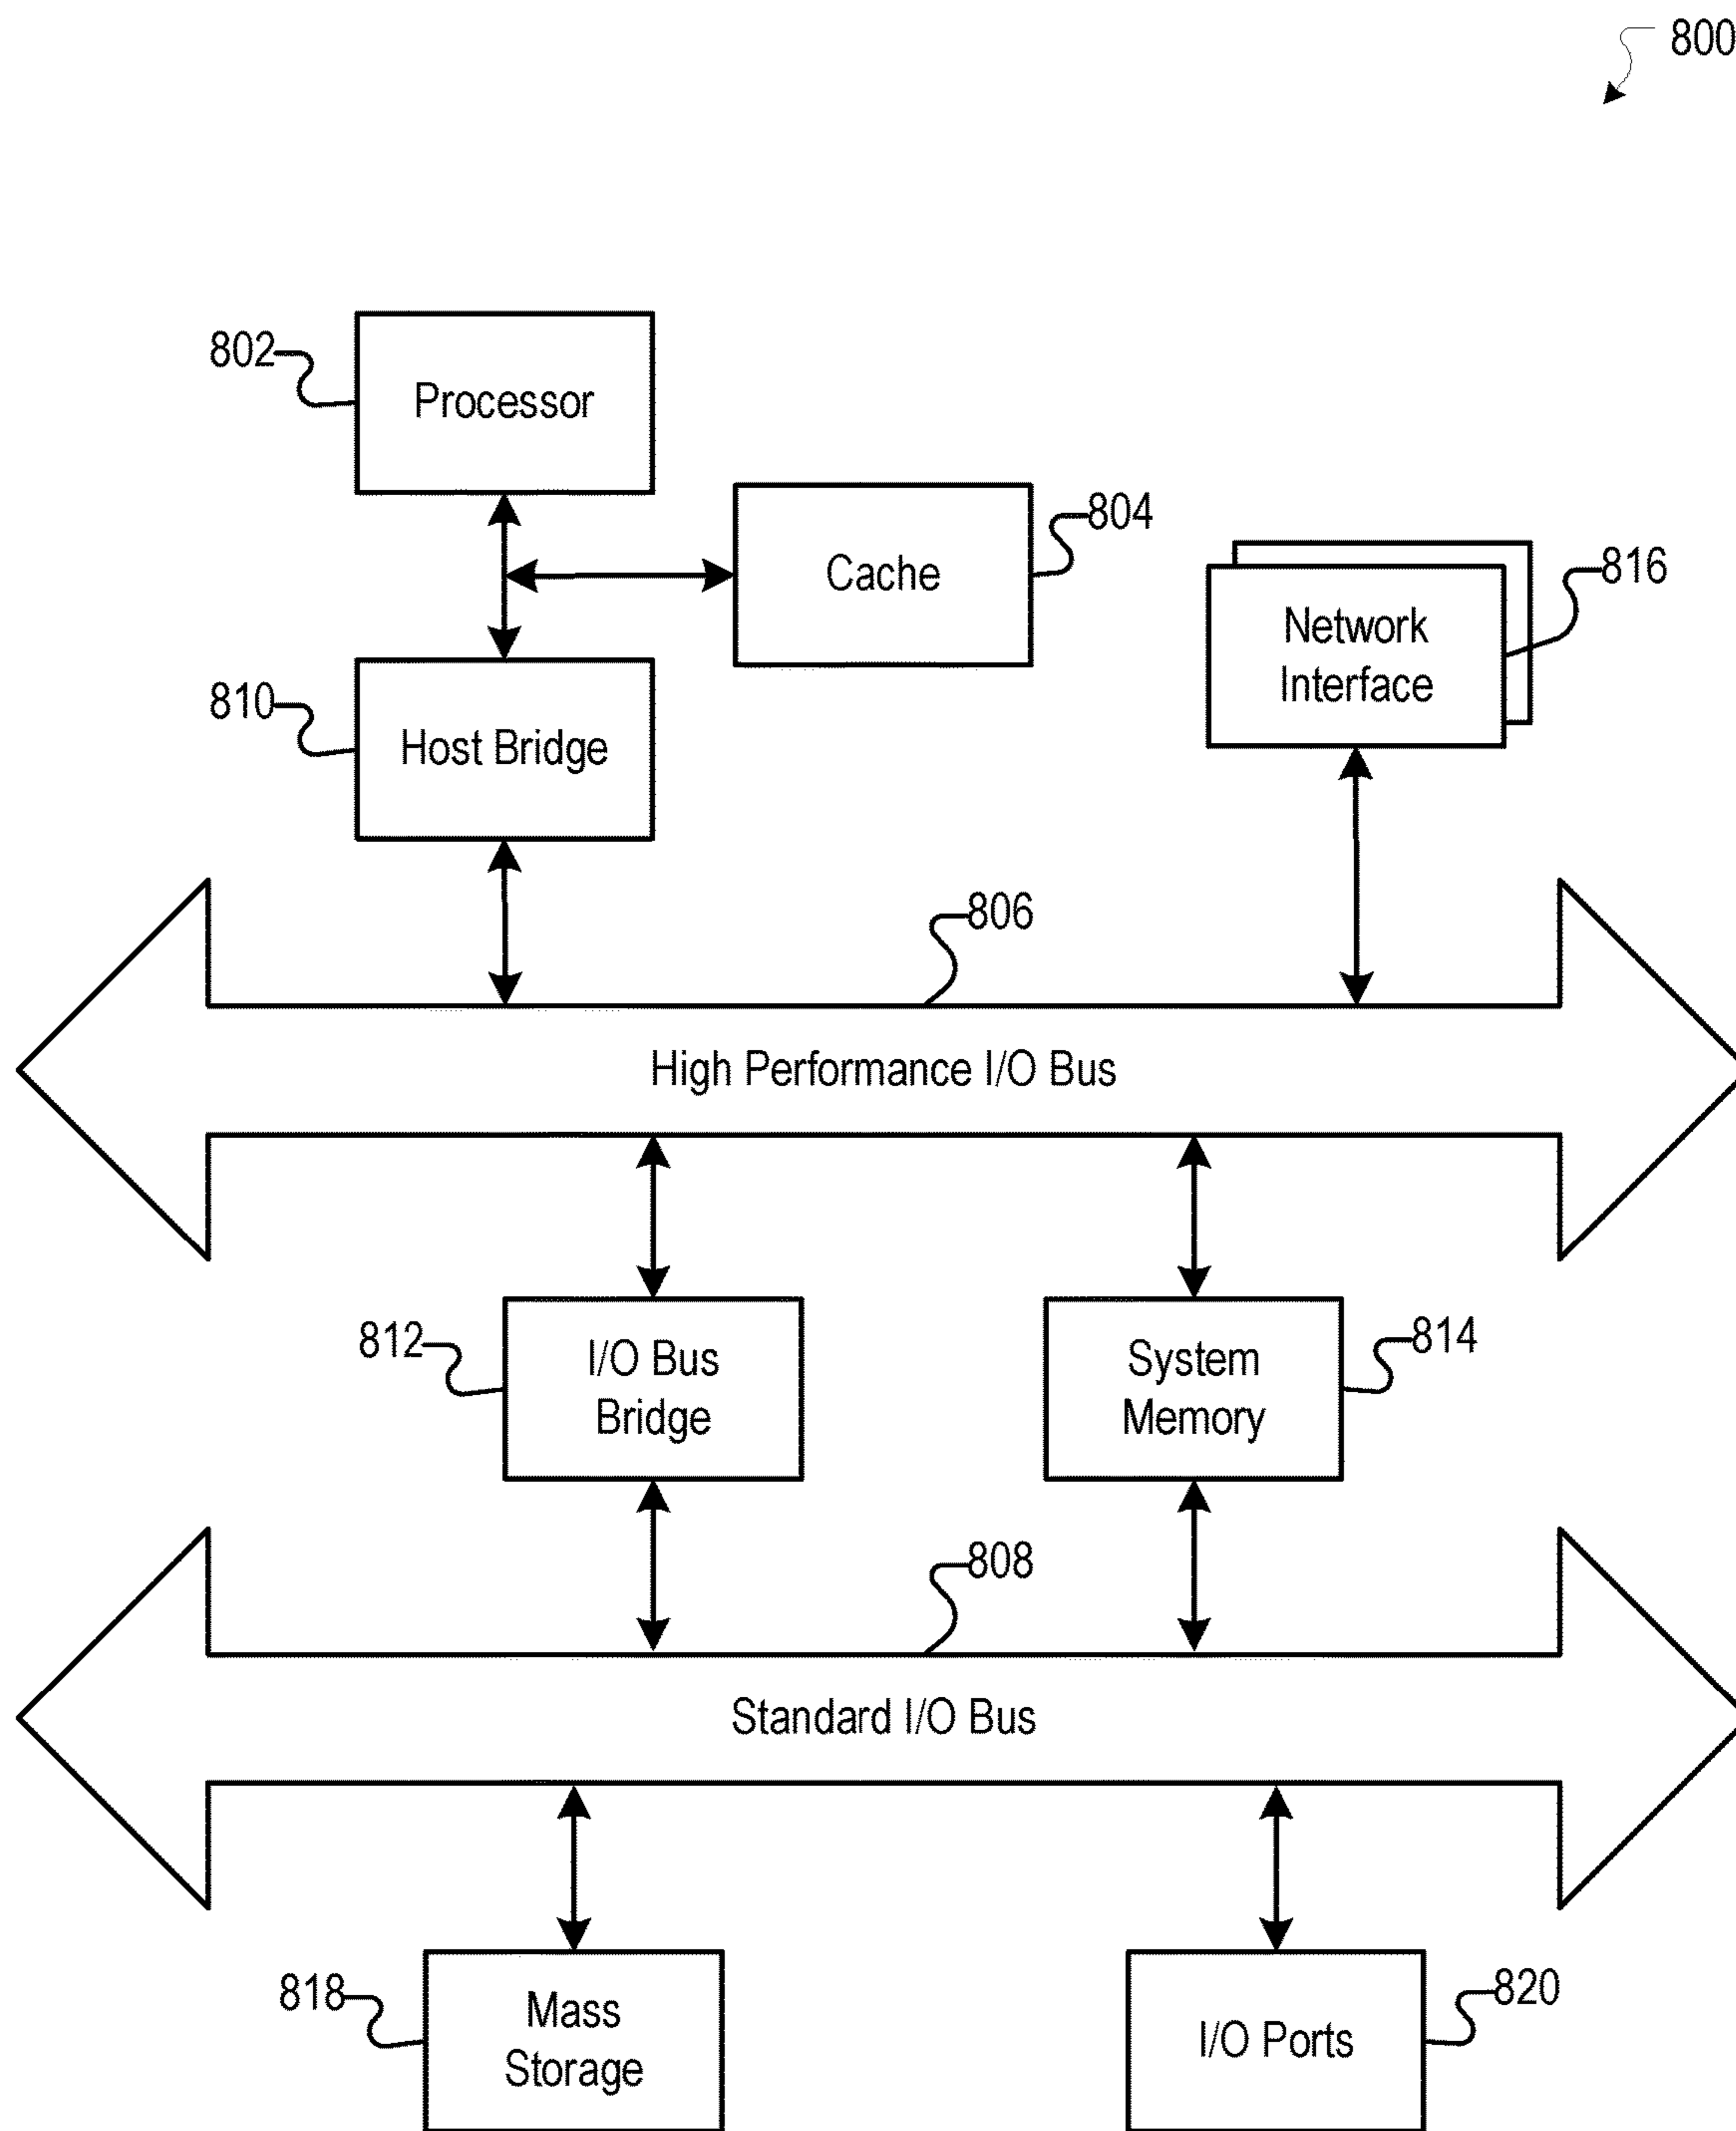 800
802
Processor
804
Cache
816
Network
Interface
810
Host Bridge
806
High Performance I/O Bus
812
I/O Bus
Bridge
814
System
Memory
808
Standard I/O Bus
818
Mass
Storage
820
I/O Ports